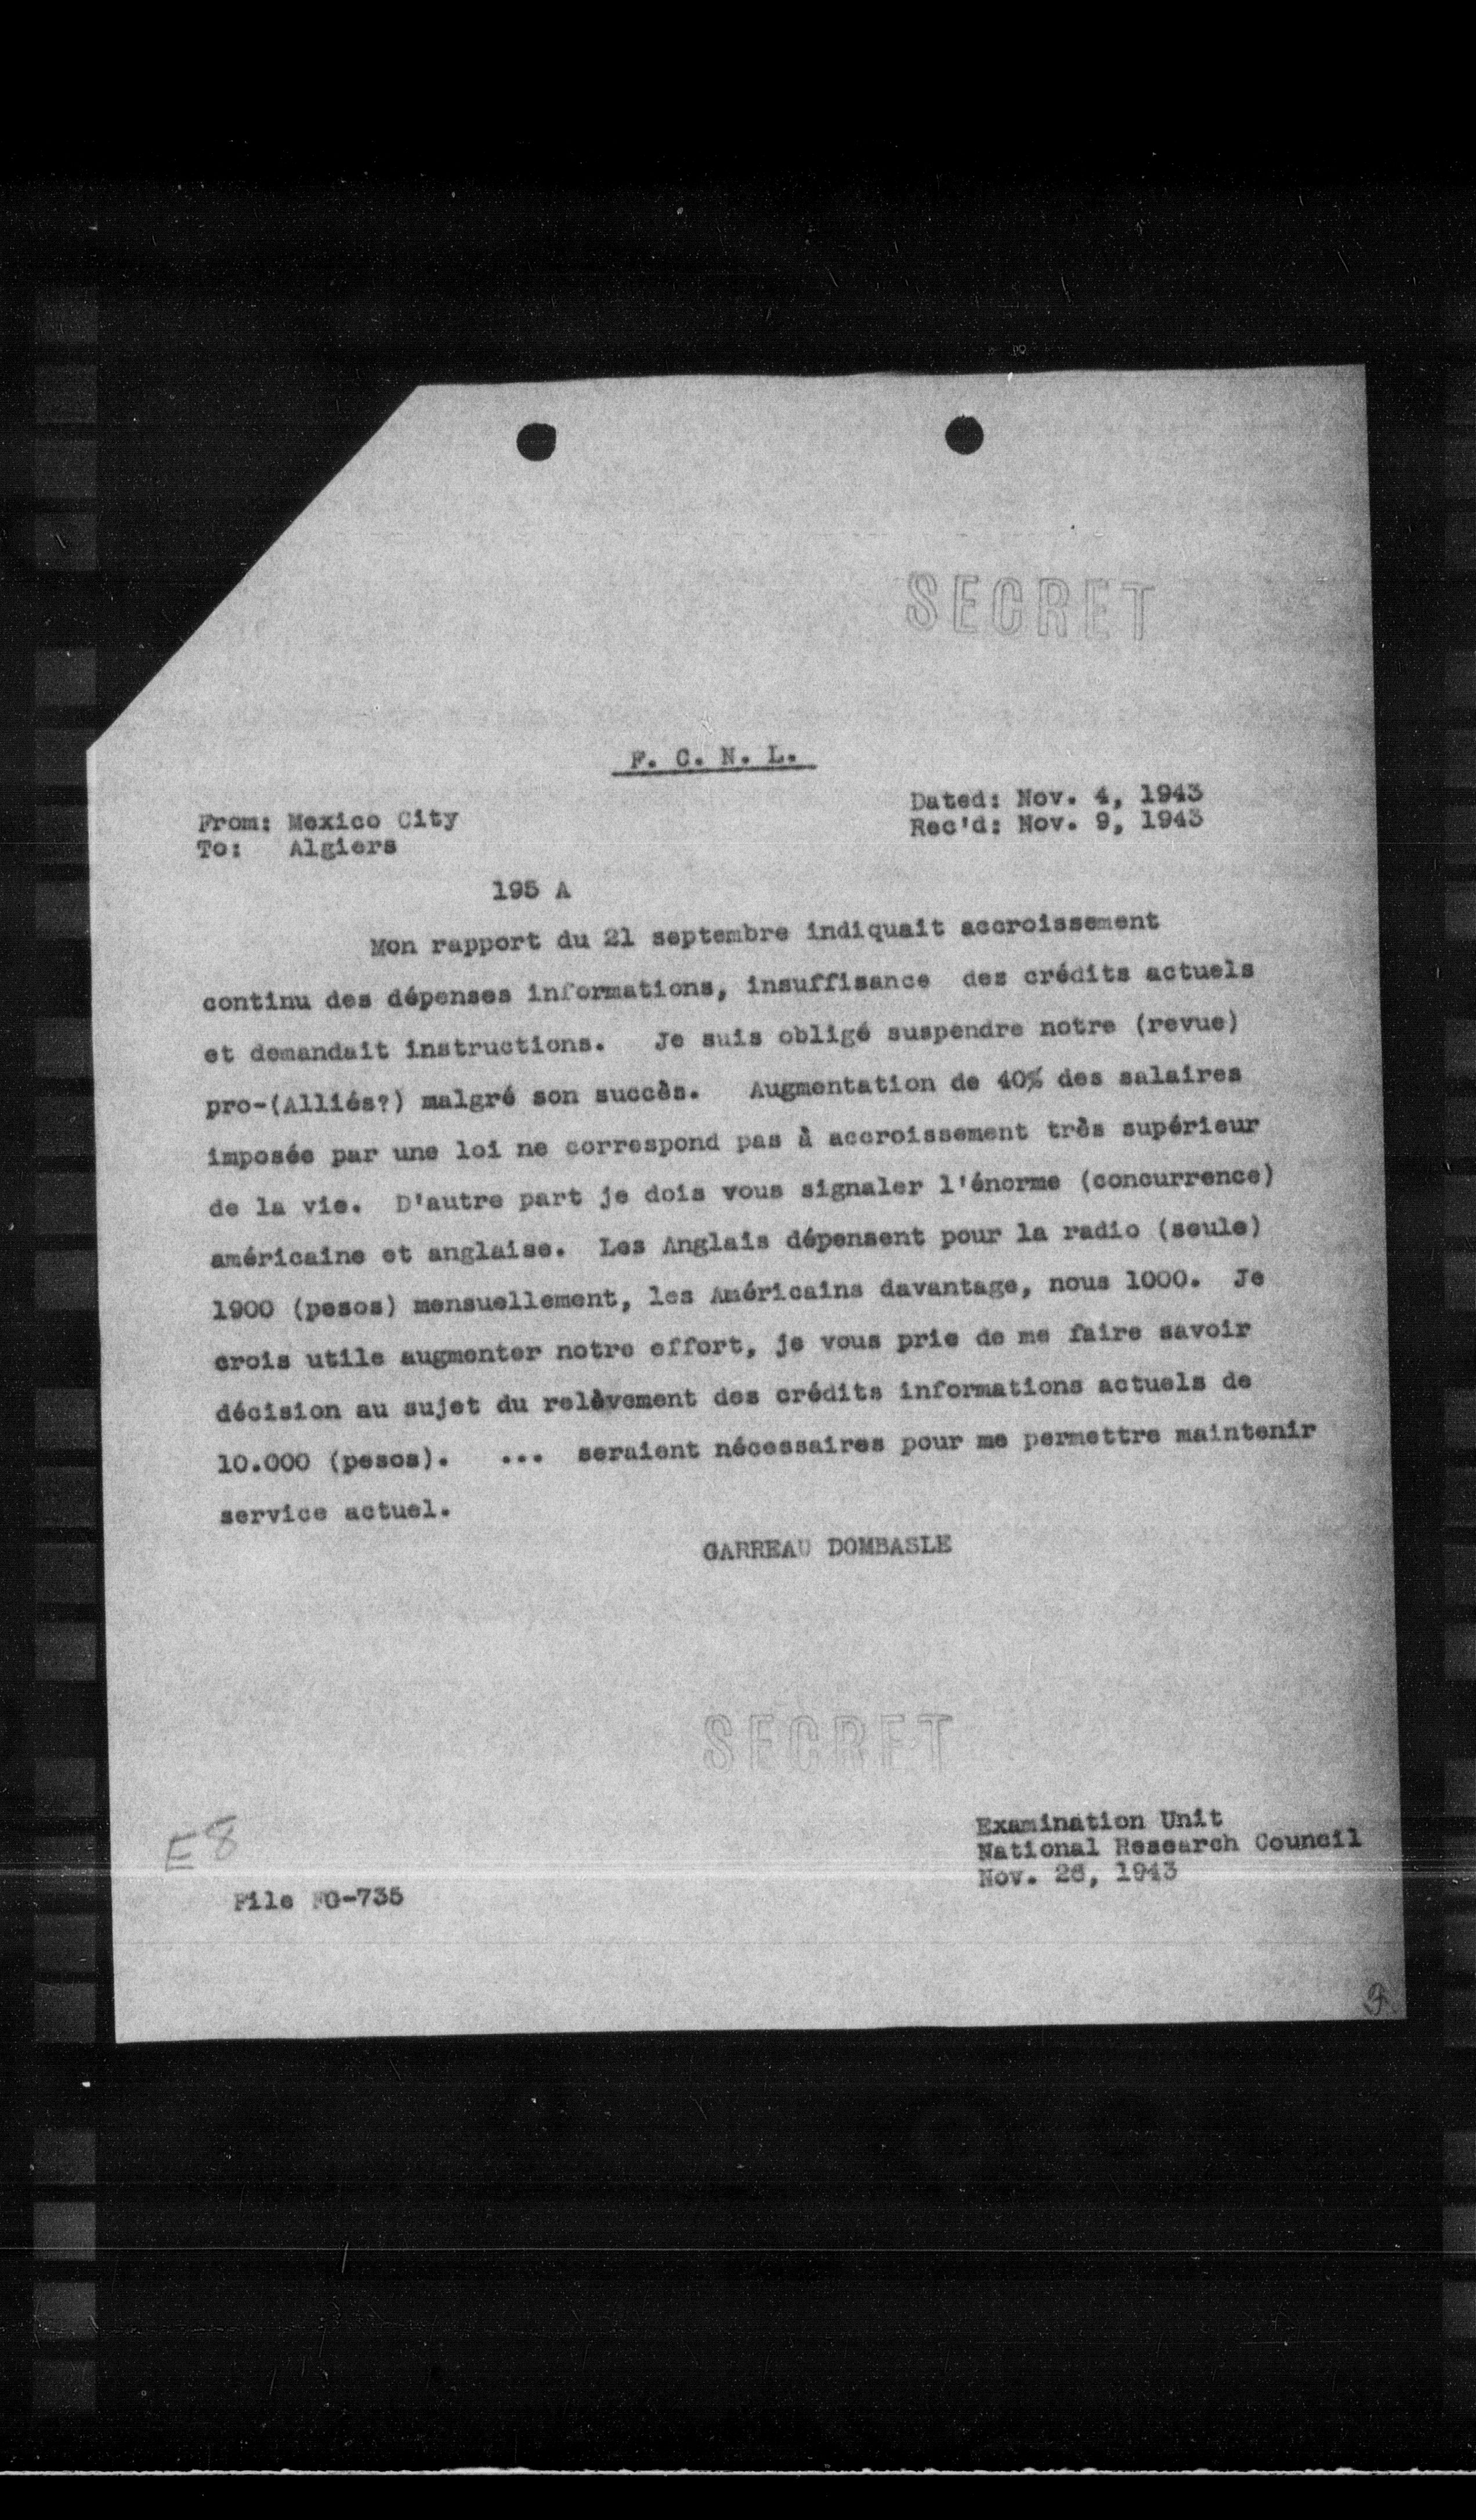 SECRET
F. C. N. L.
From: Mexico City
To: Algiers
Dated: Nov. 4, 1943
Rec'd: Nov. 9, 1943
195 A
Mon rapport du 21 septembre indiquait accroissement
continu des dépenses informations, insuffisance des crédits actuels
et demandait instructions. Je suis obligé suspendre notre (revue)
pro-(Alliés?) malgré son succès. Augmentation de 40% des salaires
imposée par une loi ne correspond pas à accroissement très supérieur
de la vie. D'autre part je dois vous signaler l'énorme (concurrence)
américaine et anglaise. Les Anglais dépensent pour la radio (seule)
1900 (pesos) mensuellement, les Américains davantage, nous 1000. Je
crois utile augmenter notre effort, je vous prie de me faire savoir
décision au sujet du relèvement des crédits informations actuels de
10.000 (pesos). ... seraient nécessaires pour me permettre maintenir
service actuel.
GARREAU DOMBASLE
SECRET
E8
Examination Unit
National Research Council
Nov. 26, 1943
File FG-735